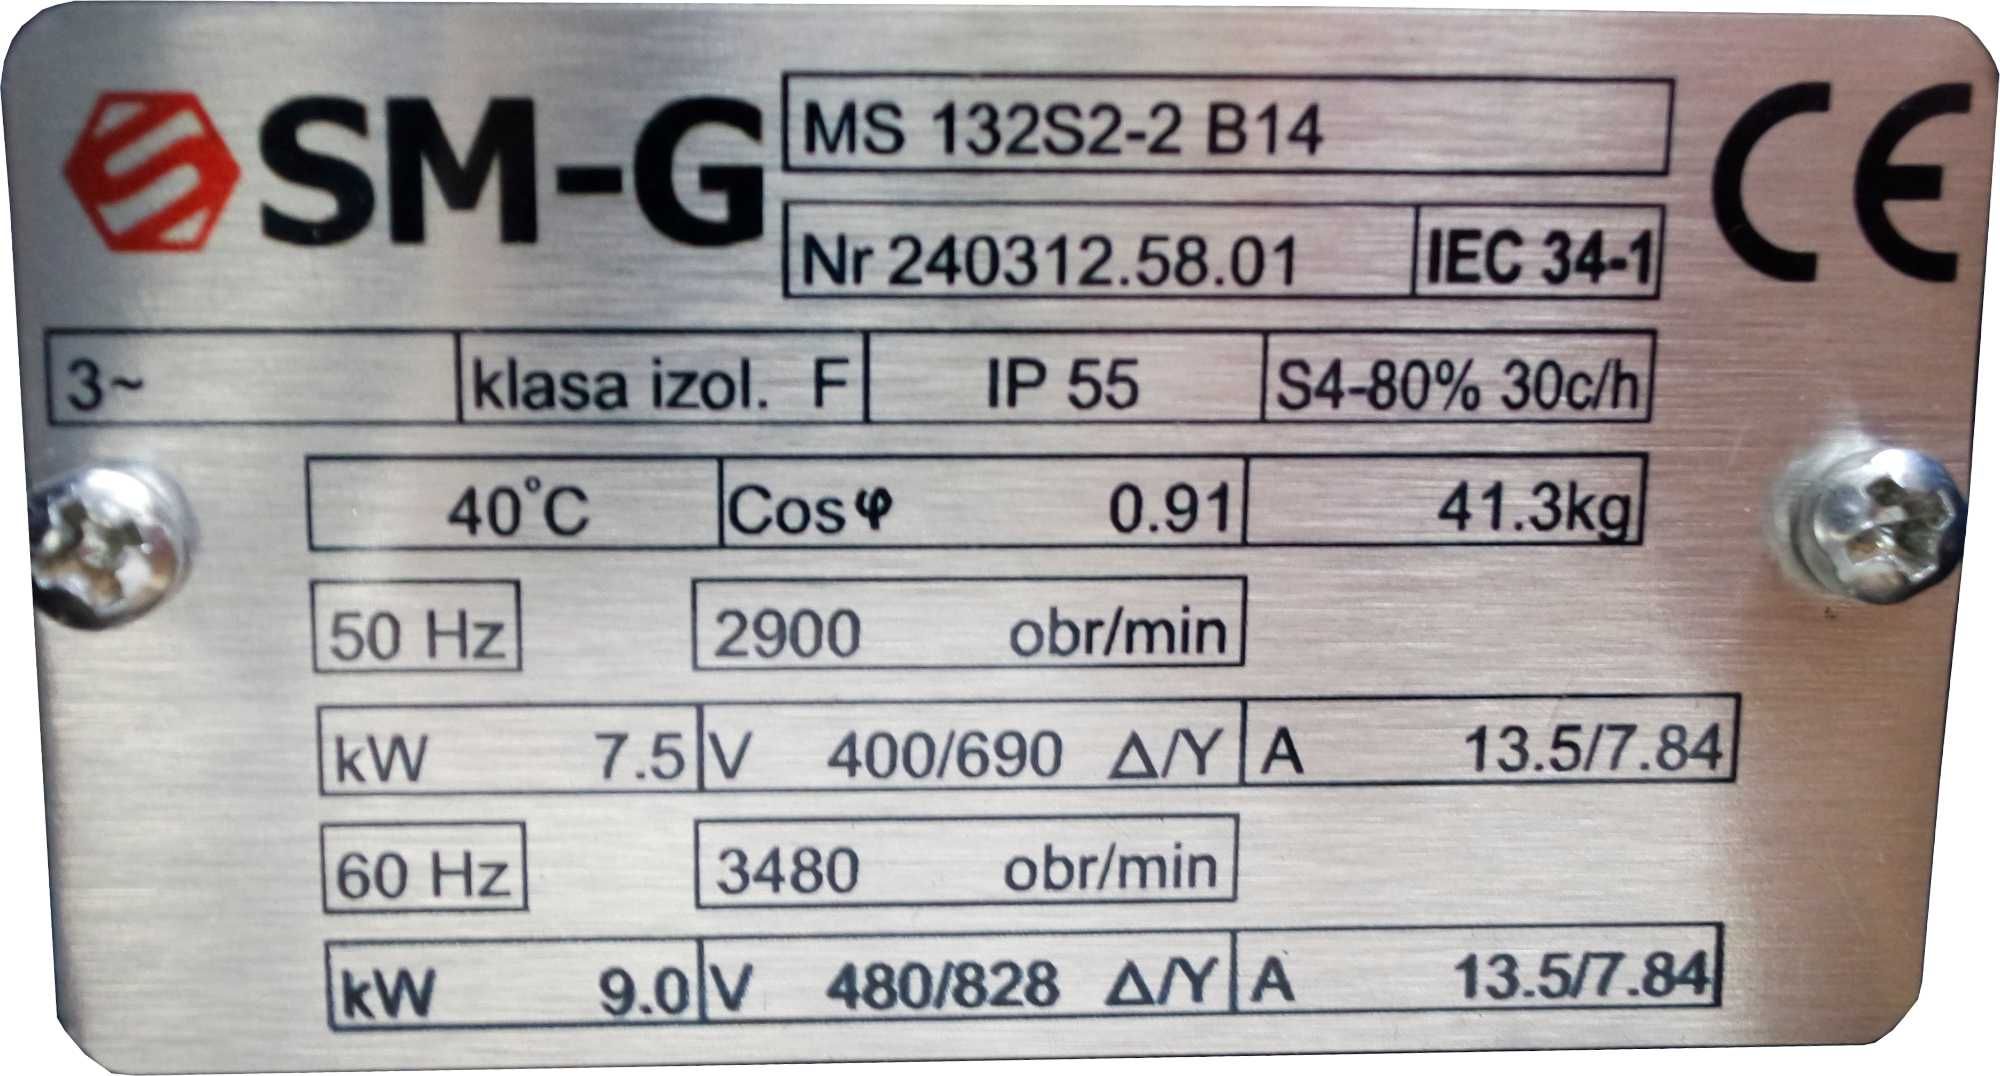 SM-G
MS 132S2-2 B14
CE
Nr 240312.58.01 IEC 34-1
3~ klasa izol. F IP 55 S4-80% 30c/h
40°C Cosφ 0.91 41.3kg
50 Hz 2900 obr/min
kW 7.5 V 400/690 Δ/Y A 13.5/7.84
60 Hz 3480 obr/min
kW 9.0 V 480/828 Δ/Y A 13.5/7.84